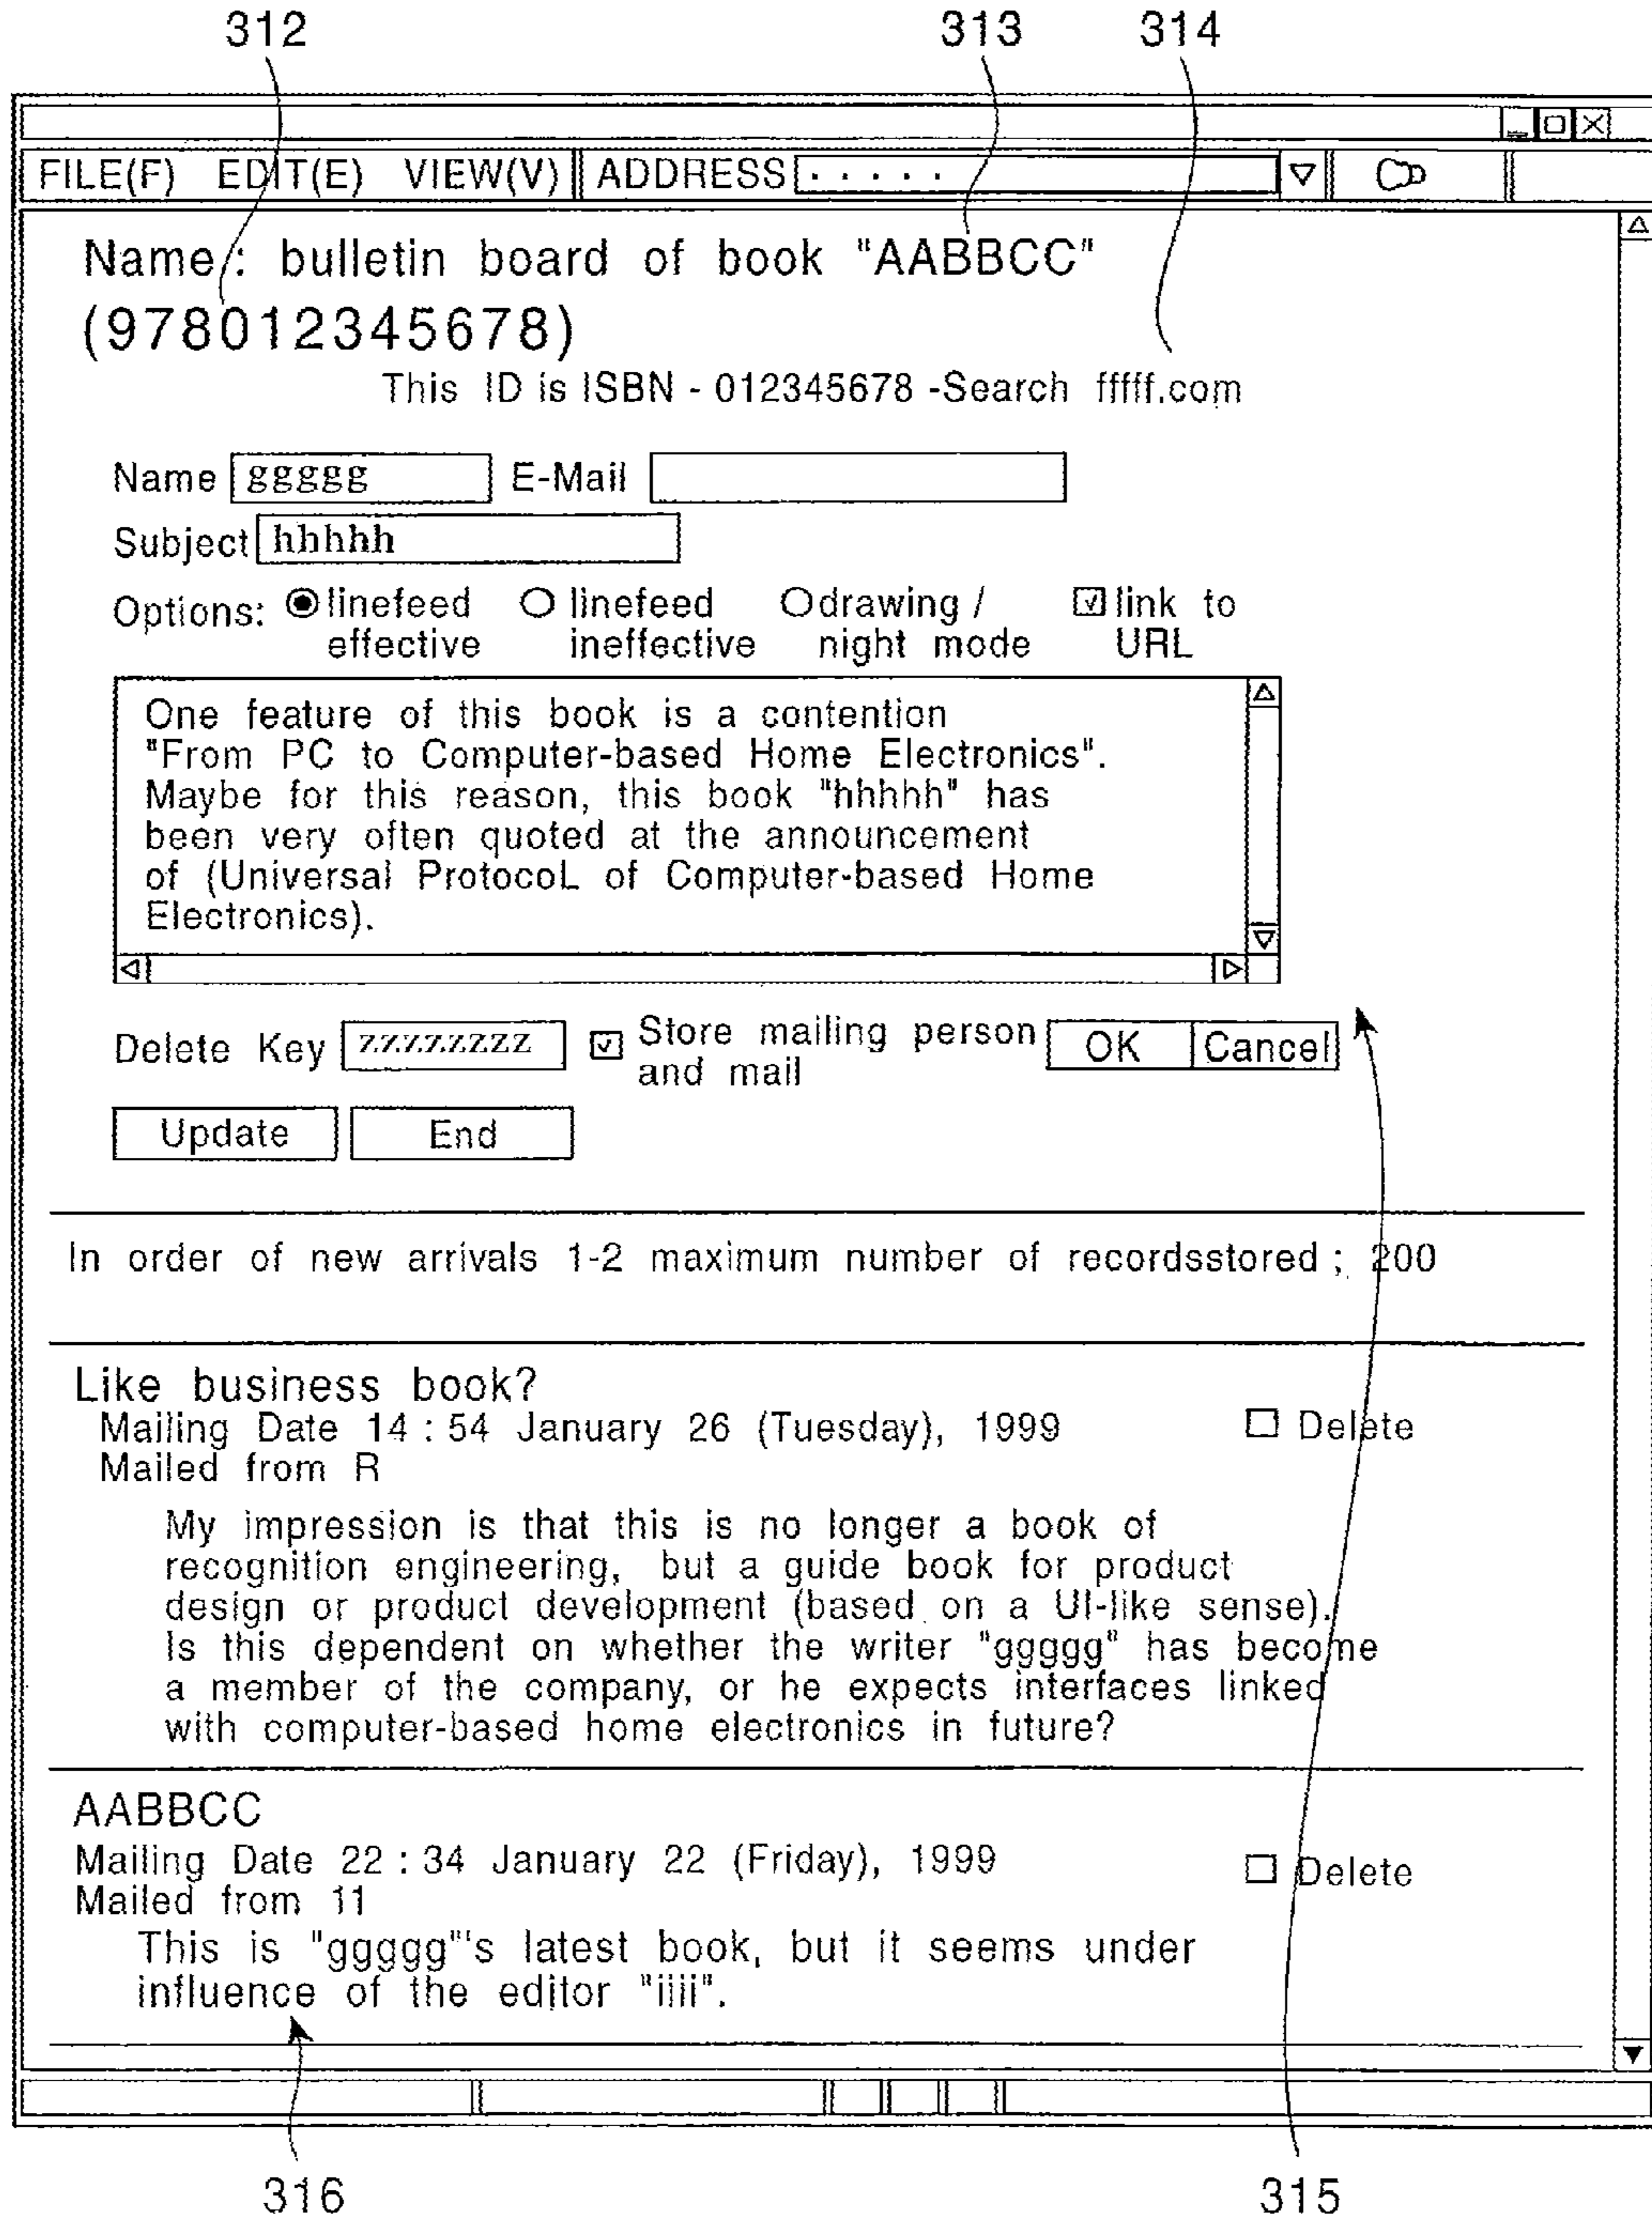 312 313 314
FILE(F) EDIT(E) VIEW(V) ADDRESS . . . . .
Name : bulletin board of book "AABBCC"
(978012345678)
This ID is ISBN - 012345678 -Search fffff.com
Name ggggg E-Mail
Subject hhhhh
Options: linefeed effective linefeed ineffective drawing / night mode link to URL
One feature of this book is a contention
"From PC to Computer-based Home Electronics".
Maybe for this reason, this book "hhhhh" has
been very often quoted at the announcement
of (Universal ProtocoL of Computer-based Home
Electronics).
Delete Key zzzzzzzz Store mailing person and mail OK Cancel
Update End
In order of new arrivals 1-2 maximum number of recordsstored ; 200
Like business book?
Mailing Date 14 : 54 January 26 (Tuesday), 1999 Delete
Mailed from R
My impression is that this is no longer a book of
recognition engineering, but a guide book for product
design or product development (based on a UI-like sense).
Is this dependent on whether the writer "ggggg" has become
a member of the company, or he expects interfaces linked
with computer-based home electronics in future?
AABBCC
Mailing Date 22 : 34 January 22 (Friday), 1999 Delete
Mailed from 11
This is "ggggg"'s latest book, but it seems under
influence of the editor "iiii".
316 315